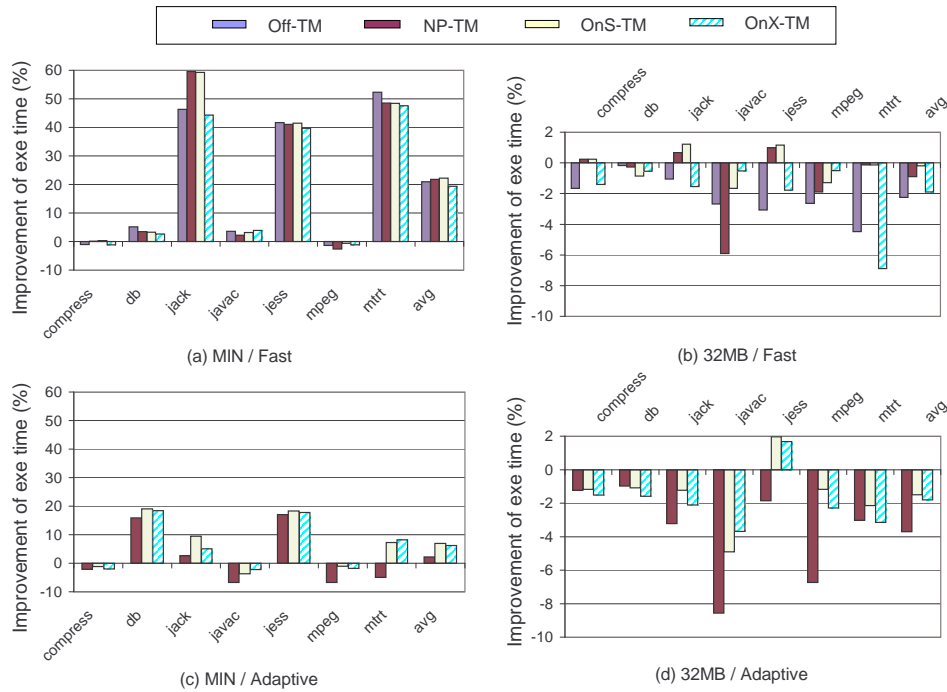 Off-TM NP-TM OnS-TM OnX-TM
Improvement of exe time (%)
60
50
40
30
20
10
0
-10
compress db jack javac jess mpeg mtrt avg
(a) MIN / Fast
Improvement of exe time (%)
compress db jack javac jess mpeg mtrt avg
2
0
-2
-4
-6
-8
-10
(b) 32MB / Fast
Improvement of exe time (%)
60
50
40
30
20
10
0
-10
compress db jack javac jess mpeg mtrt avg
(c) MIN / Adaptive
Improvement of exe time (%)
compress db jack javac jess mpeg mtrt avg
2
0
-2
-4
-6
-8
-10
(d) 32MB / Adaptive